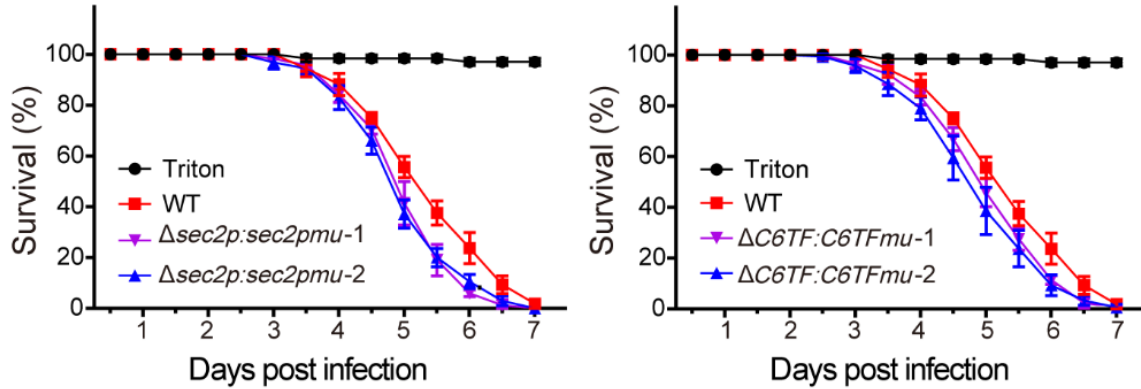 Survival (%)
100
80
60
40
20
0
Triton
WT
Δsec2p:sec2pmu-1
Δsec2p:sec2pmu-2
1 2 3 4 5 6 7
Days post infection
Survival (%)
100
80
60
40
20
0
Triton
WT
ΔC6TF:C6TFmu-1
ΔC6TF:C6TFmu-2
1 2 3 4 5 6 7
Days post infection